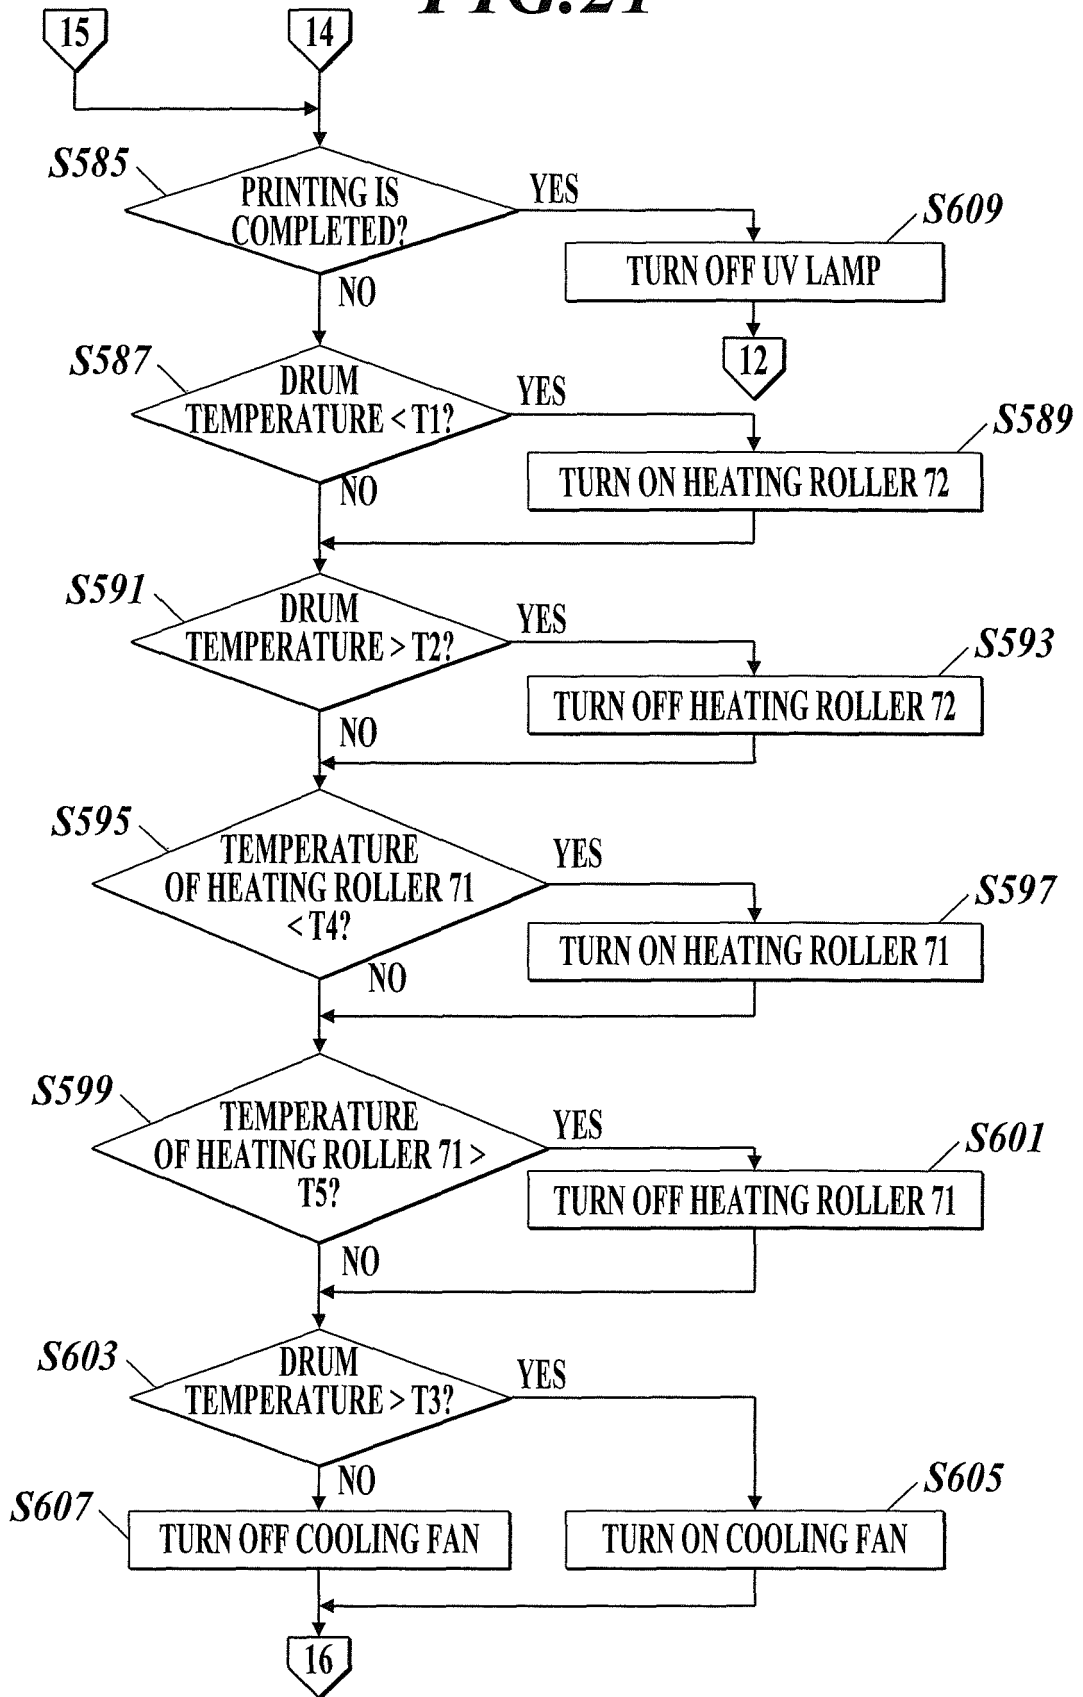 FIG.21
15
14
S585
PRINTING IS
COMPLETED?
YES
S609
TURN OFF UV LAMP
NO
12
S587
DRUM
TEMPERATURE < T1?
YES
S589
TURN ON HEATING ROLLER 72
NO
S591
DRUM
TEMPERATURE > T2?
YES
S593
TURN OFF HEATING ROLLER 72
NO
S595
TEMPERATURE
OF HEATING ROLLER 71
< T4?
YES
S597
TURN ON HEATING ROLLER 71
NO
S599
TEMPERATURE
OF HEATING ROLLER 71 >
T5?
YES
S601
TURN OFF HEATING ROLLER 71
NO
S603
DRUM
TEMPERATURE > T3?
YES
NO
S607
TURN OFF COOLING FAN
S605
TURN ON COOLING FAN
16